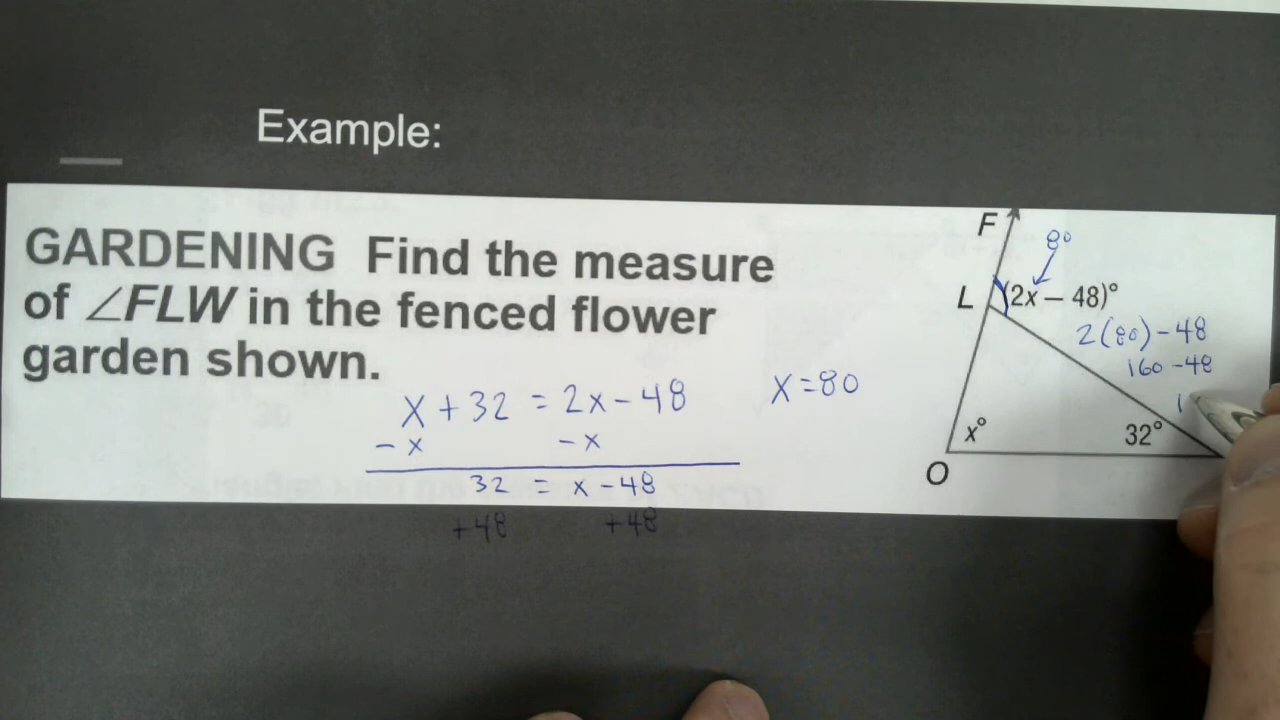 Example:
GARDENING Find the measure
of ∠FLW in the fenced flower
garden shown.
x + 32 = 2x - 48
- x - x
32 = x - 48
+48 +48
x = 80
F
80
L
(2x – 48)°
2(80) - 48
160 - 48
1
x°
32°
O